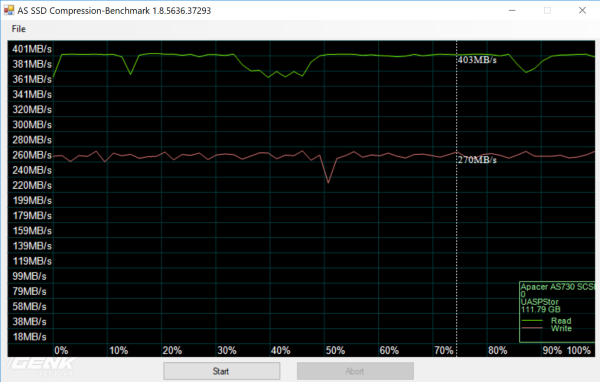 AS SSD Compression-Benchmark 1.8.5636.37293
File
401MB/s
381MB/s
361MB/s
341MB/s
320MB/s
300MB/s
280MB/s
260MB/s
240MB/s
220MB/s
199MB/s
179MB/s
159MB/s
139MB/s
119MB/s
99MB/s
79MB/s
58MB/s
38MB/s
18MB/s
403MB/s
270MB/s
Apacer AS730 SCSI
0
UASPStor
111.79 GB
Read
Write
0% 10% 20% 30% 40% 50% 60% 70% 80% 90% 100%
GENK
Start Abort